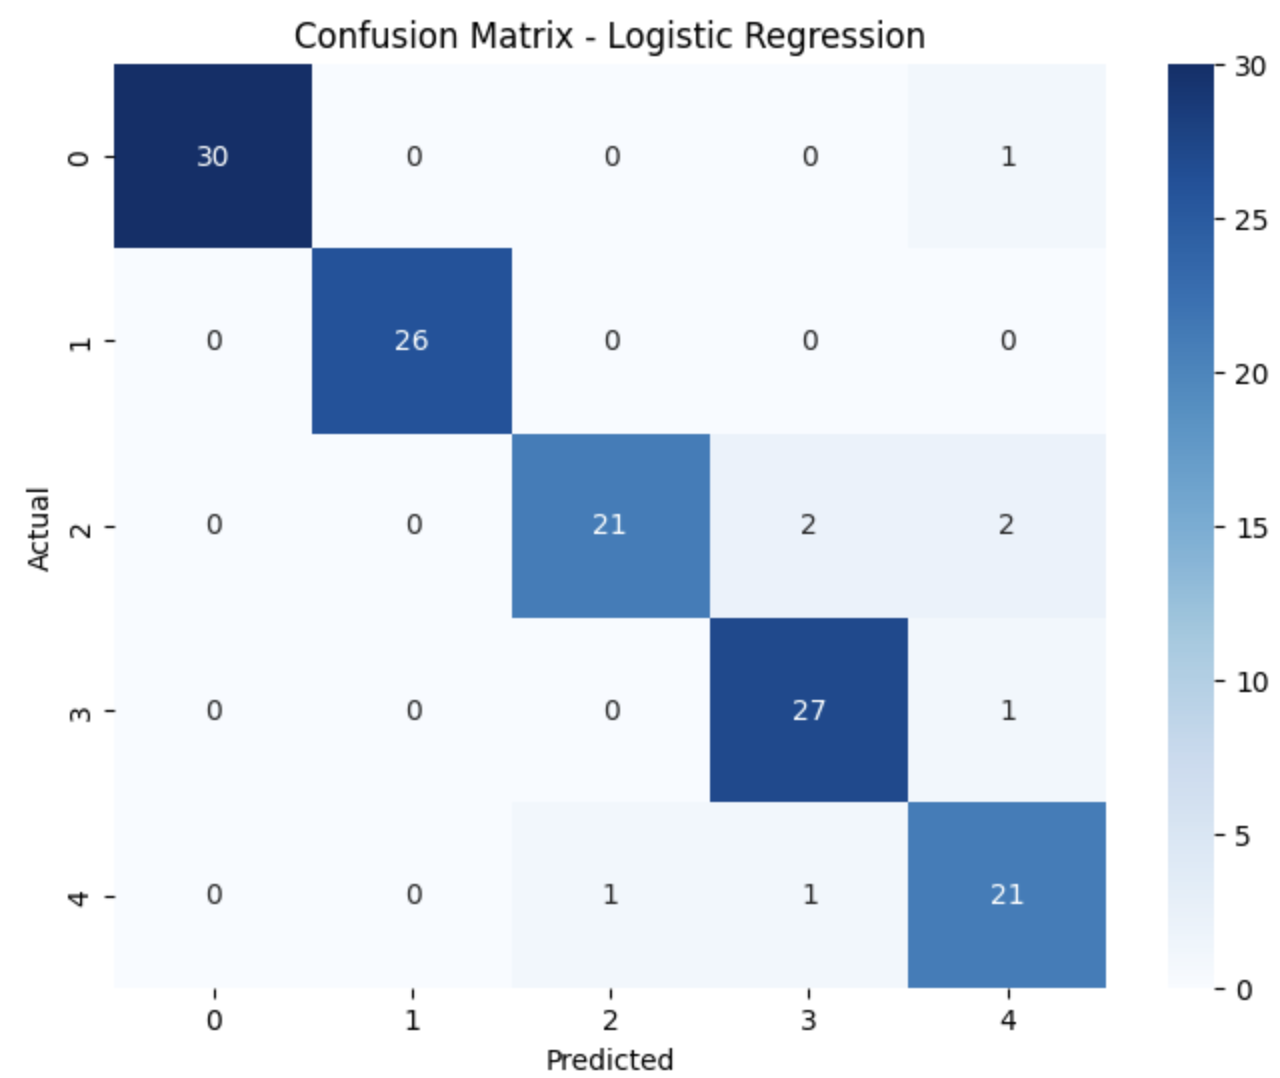 Confusion Matrix - Logistic Regression
0 30 0 0 0 1
1 0 26 0 0 0
2 0 0 21 2 2
3 0 0 0 27 1
4 0 0 1 1 21
0 1 2 3 4
Actual
Predicted
30
25
20
15
10
5
0